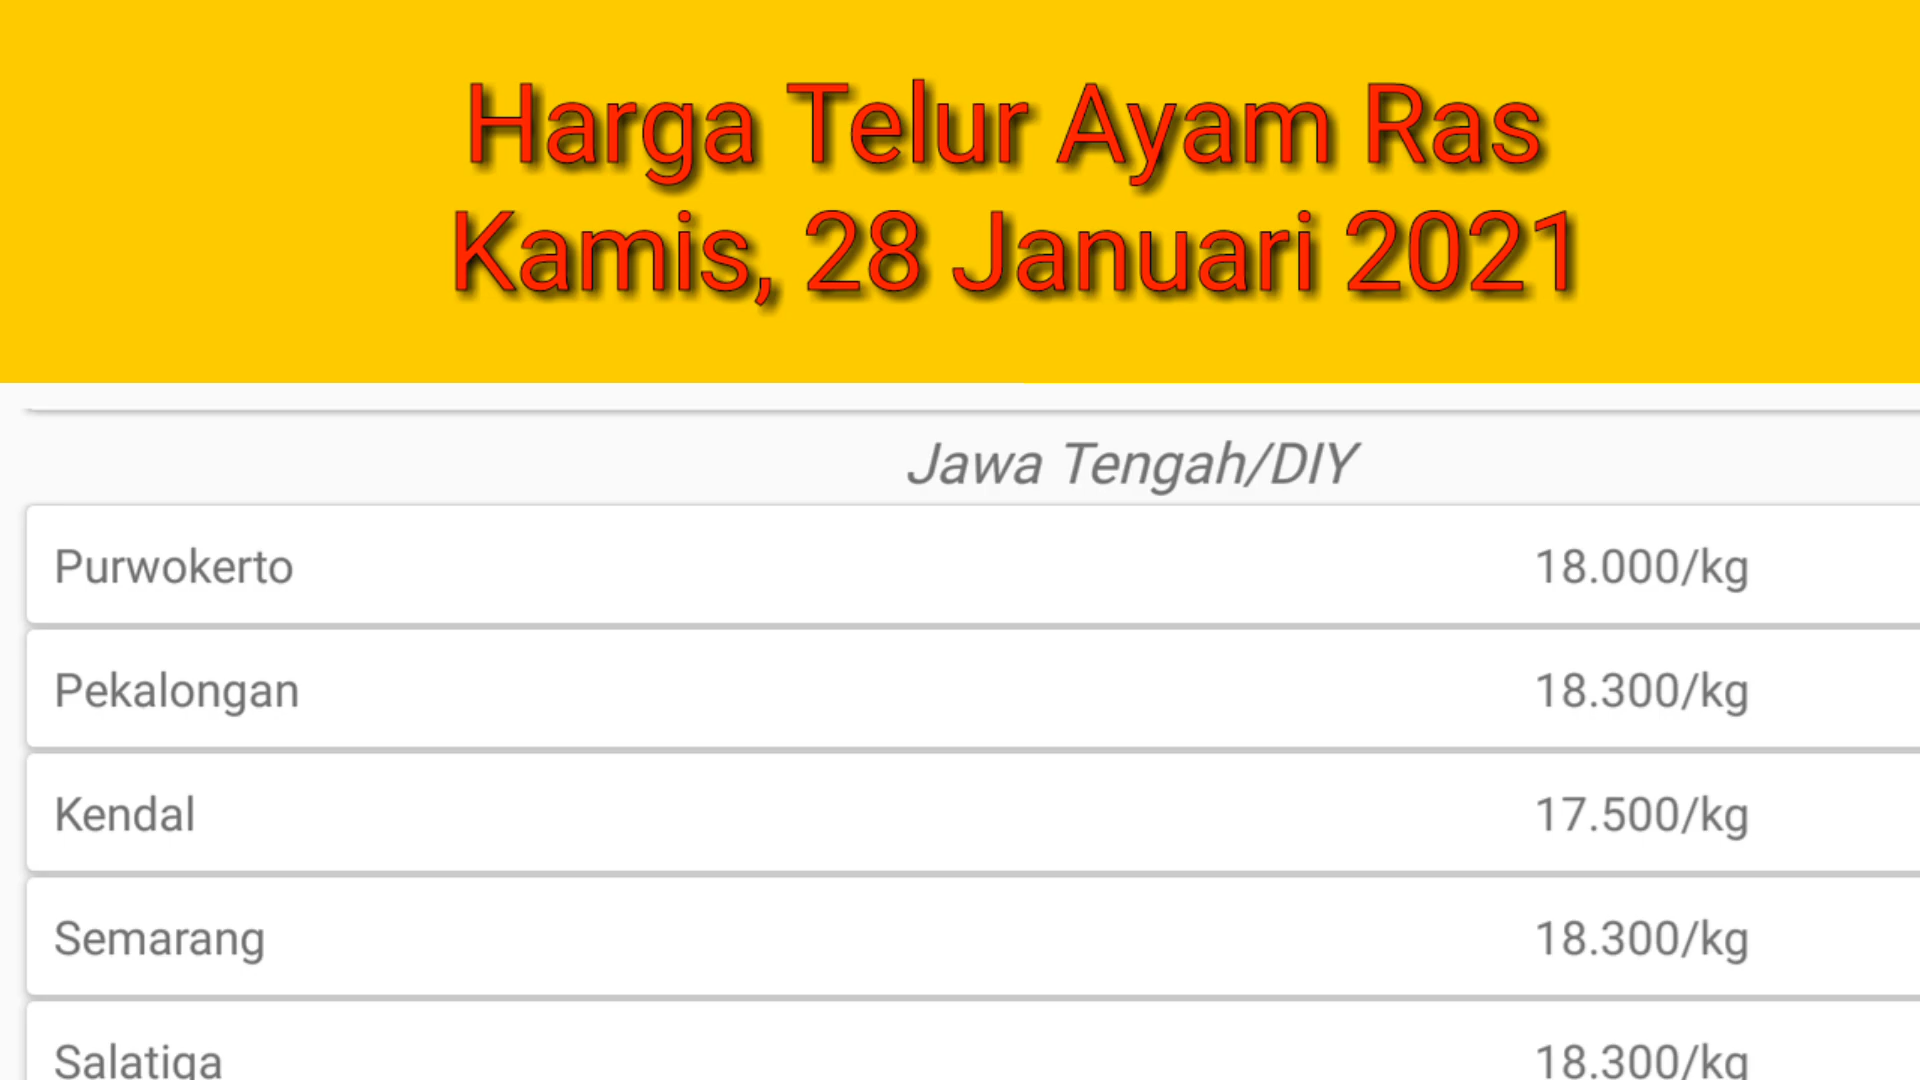 Harga Telur Ayam Ras
Kamis, 28 Januari 2021
Jawa Tengah/DIY
Purwokerto 18.000/kg
Pekalongan 18.300/kg
Kendal 17.500/kg
Semarang 18.300/kg
Salatiga 18.300/kg